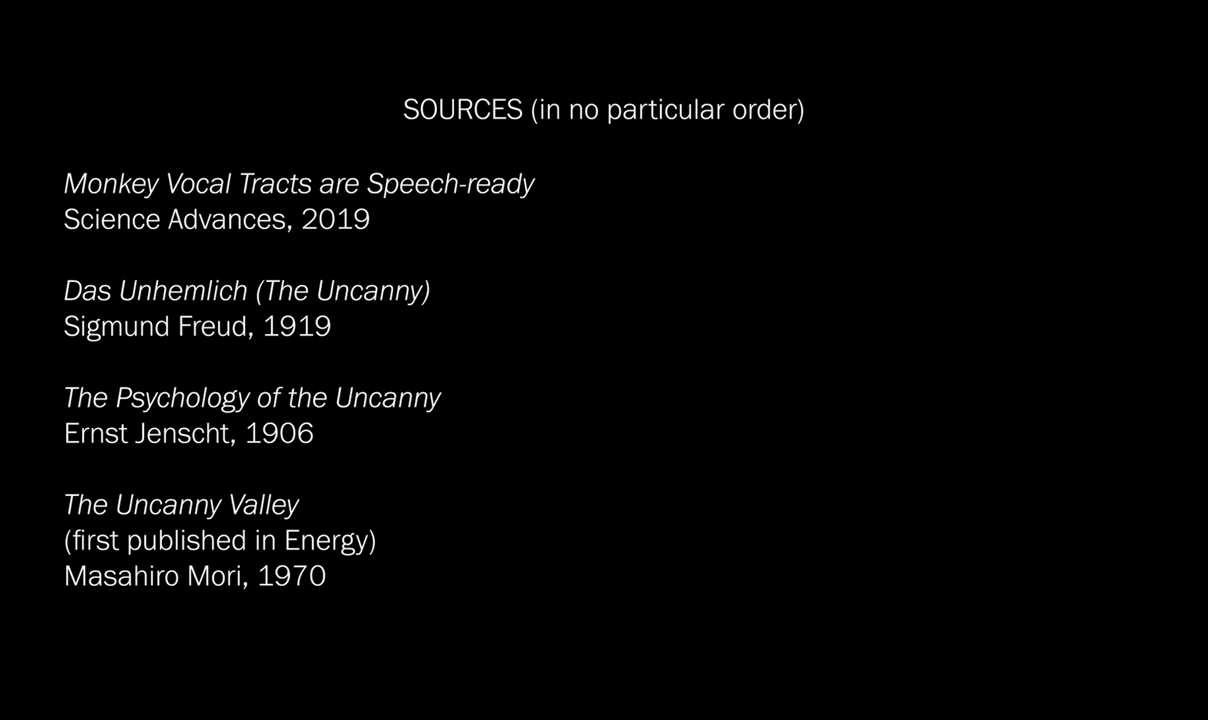 SOURCES (in no particular order)
Monkey Vocal Tracts are Speech-ready
Science Advances, 2019
Das Unhemlich (The Uncanny)
Sigmund Freud, 1919
The Psychology of the Uncanny
Ernst Jenscht, 1906
The Uncanny Valley
(first published in Energy)
Masahiro Mori, 1970